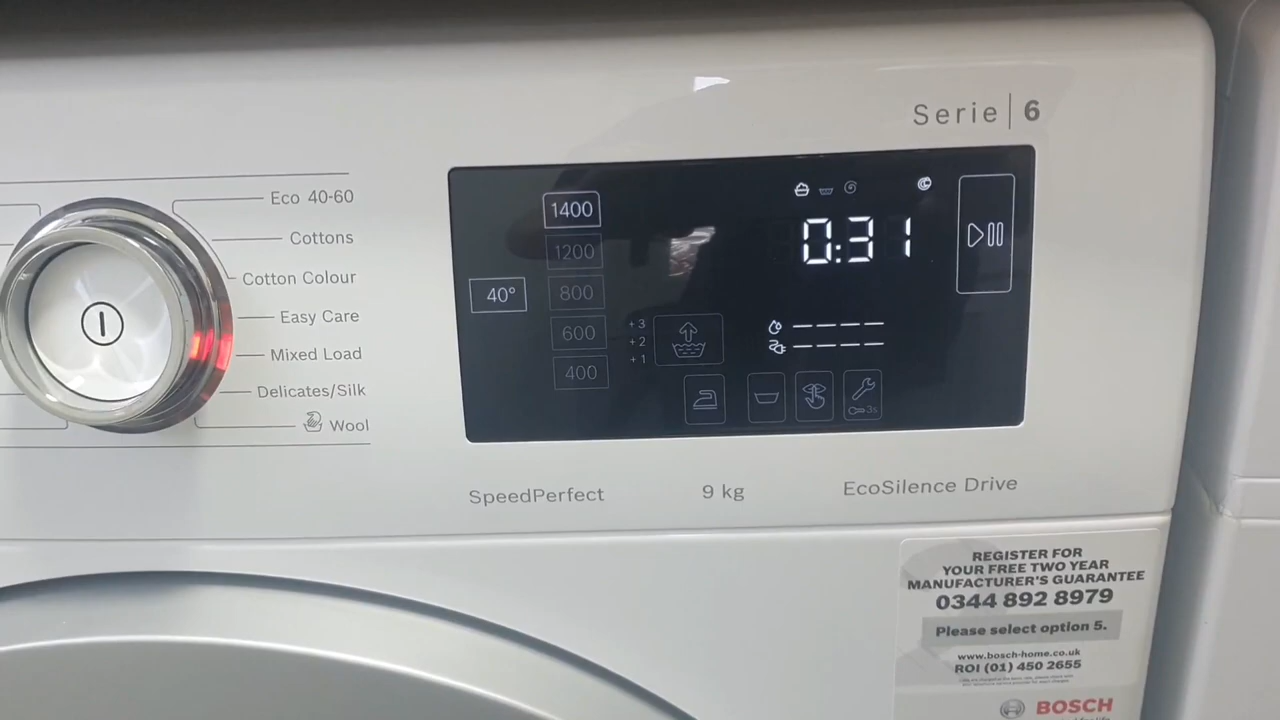 Serie | 6
Eco 40-60
Cottons
Cotton Colour
Easy Care
Mixed Load
Delicates/Silk
Wool
1400
1200
800
600
400
40°
+3
+2
+1
0:31
3s
SpeedPerfect
9 kg
EcoSilence Drive
REGISTER FOR
YOUR FREE TWO YEAR
MANUFACTURER'S GUARANTEE
0344 892 8979
Please select option 5.
www.bosch-home.co.uk
ROI (01) 450 2655
BOSCH